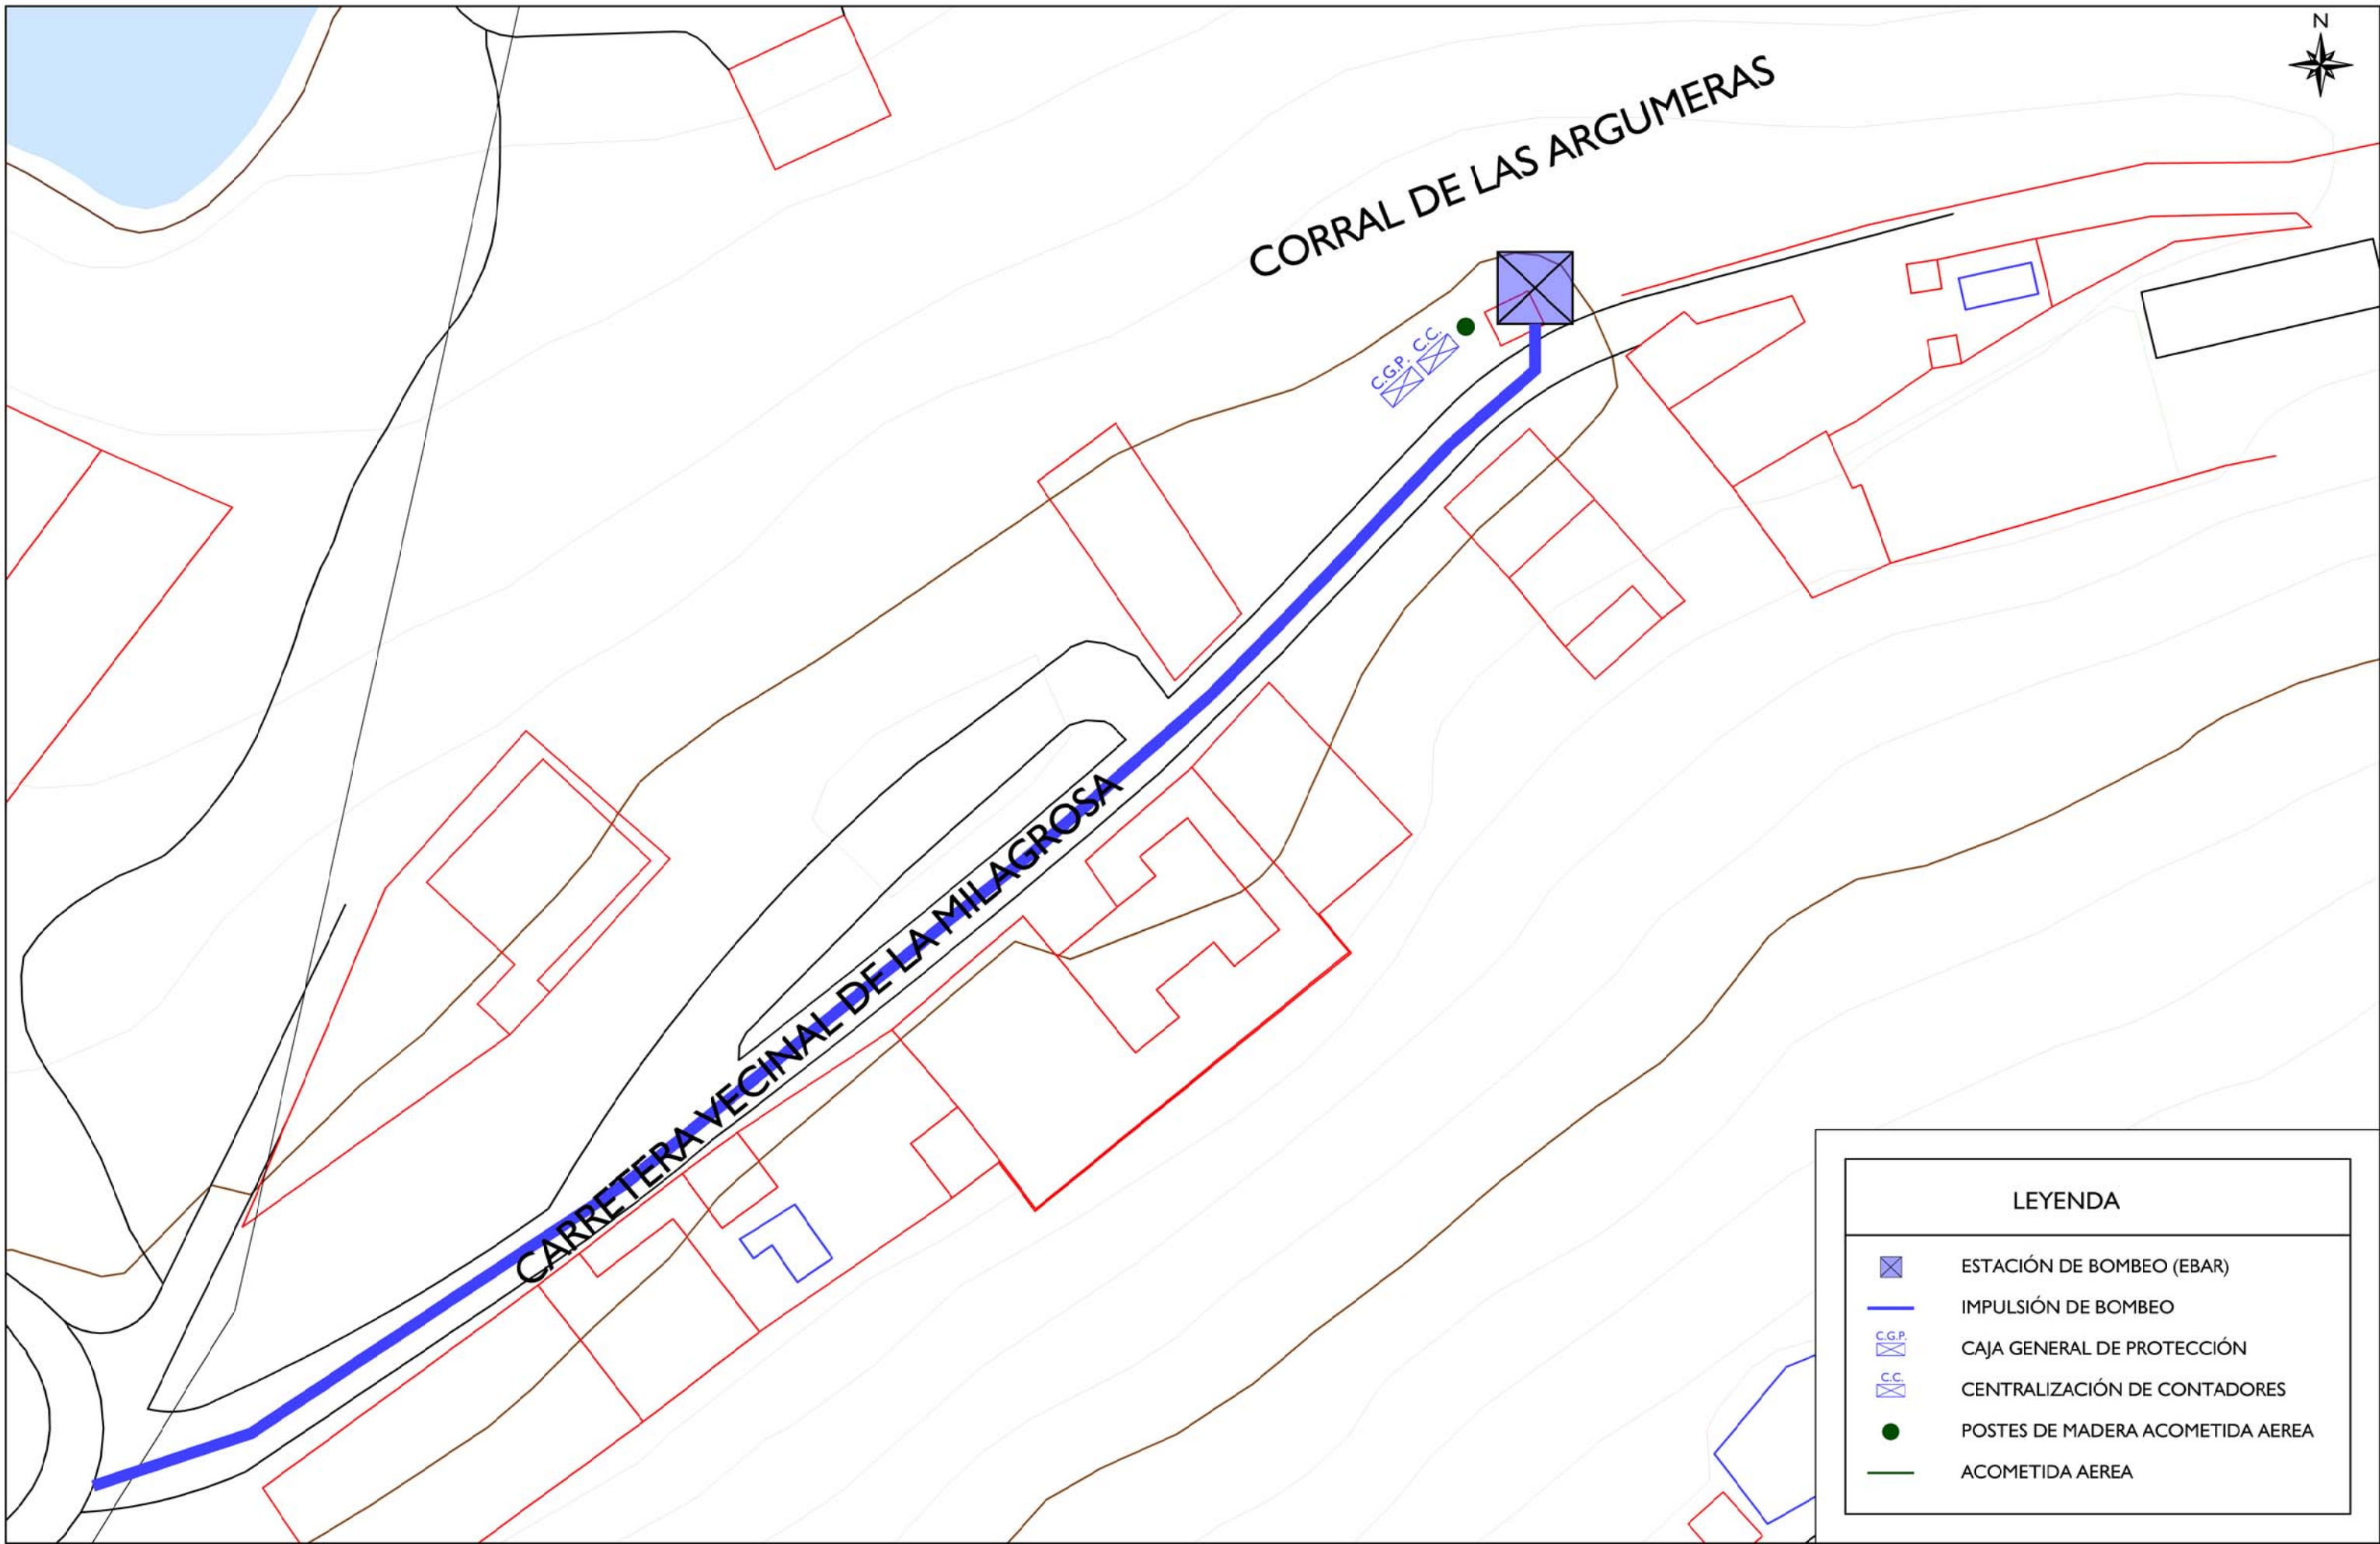 N
CORRAL DE LAS ARGUMERAS
C.G.P.
C.C.
CARRETERA VECINAL DE LA MILAGROSA
LEYENDA
ESTACIÓN DE BOMBEO (EBAR)
IMPULSIÓN DE BOMBEO
C.G.P.
CAJA GENERAL DE PROTECCIÓN
C.C.
CENTRALIZACIÓN DE CONTADORES
POSTES DE MADERA ACOMETIDA AEREA
ACOMETIDA AEREA